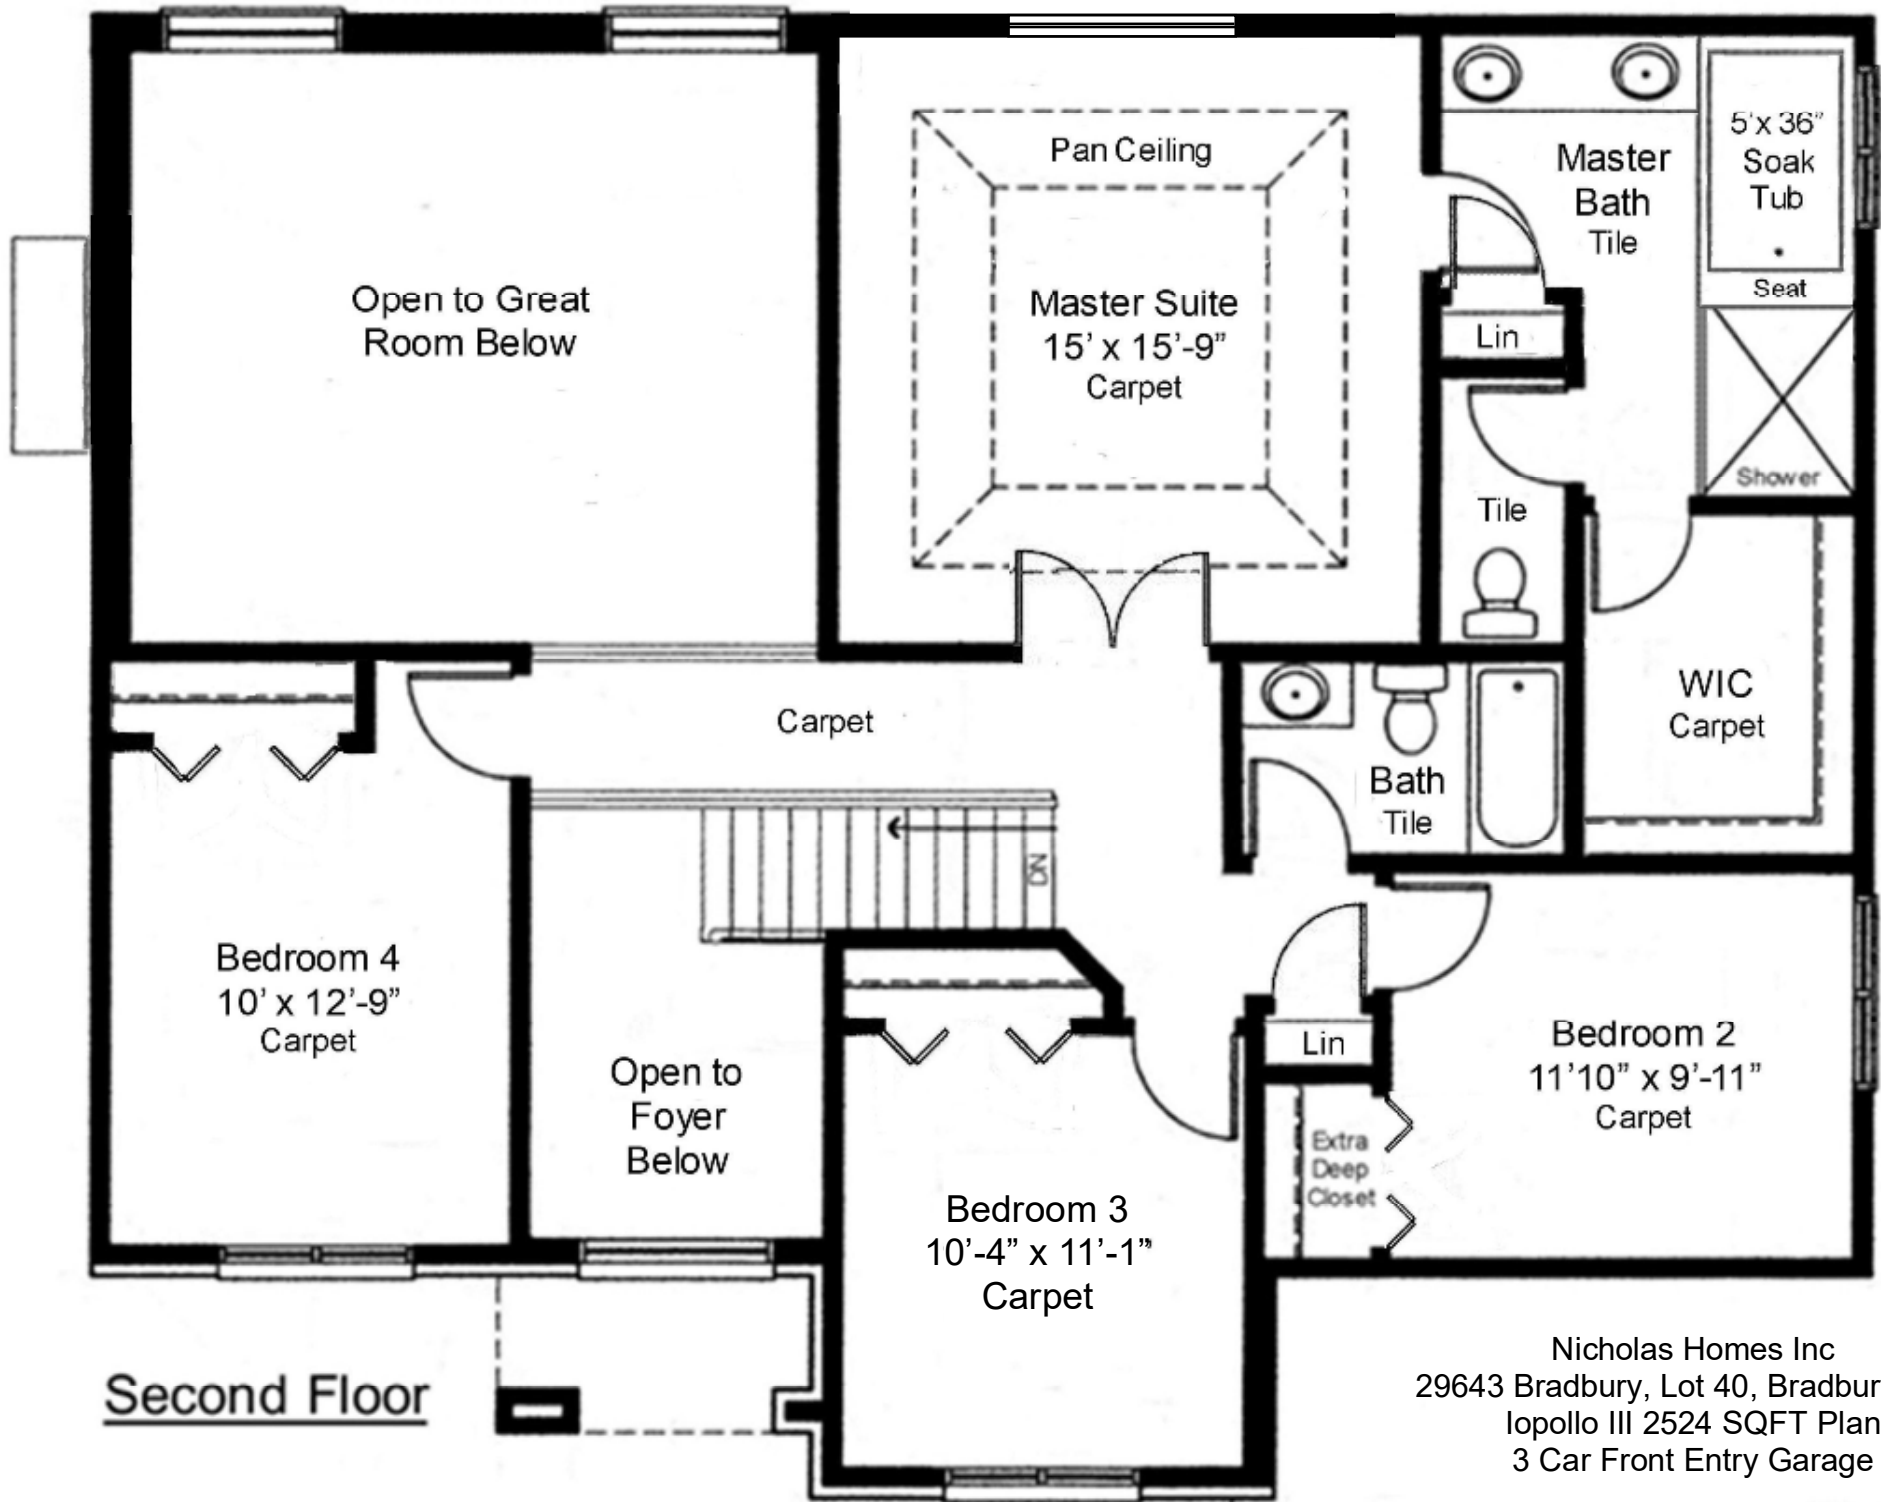 Pan Ceiling
5'x 36"
Soak
Tub
Master
Bath
Tile
Open to Great
Room Below
Master Suite
15' x 15'-9"
Carpet
Seat
Lin
Shower
Tile
WIC
Carpet
Carpet
Bath
Tile
DN
Bedroom 4
10' x 12'-9"
Carpet
Open to
Foyer
Below
Lin
Bedroom 2
11'10" x 9'-11"
Carpet
Extra
Deep
Closet
Bedroom 3
10'-4" x 11'-1"
Carpet
Second Floor
Nicholas Homes Inc
29643 Bradbury, Lot 40, Bradbur
Iopollo III 2524 SQFT Plan
3 Car Front Entry Garage